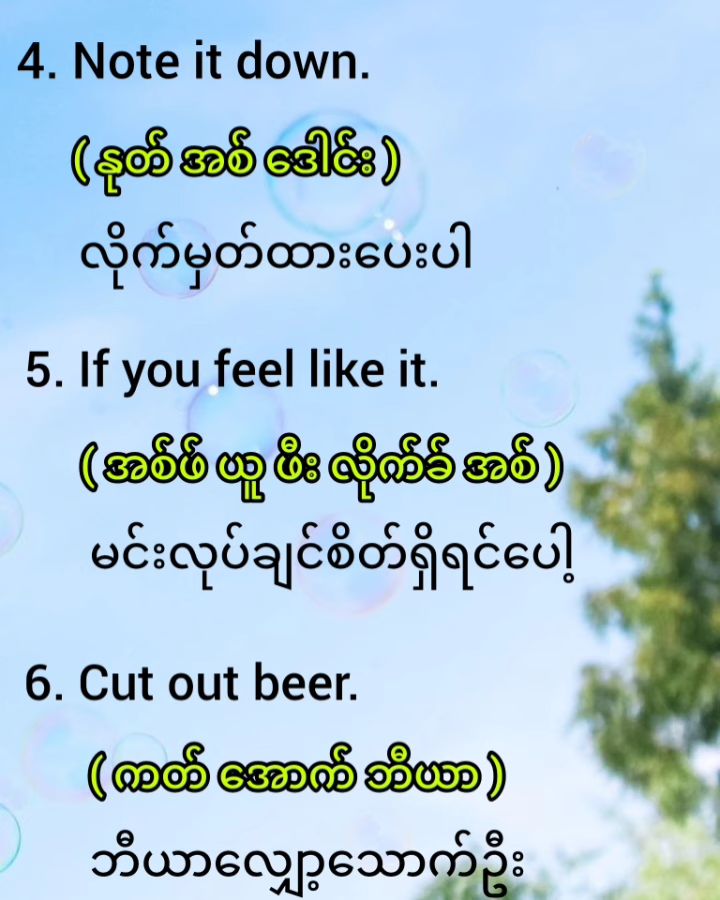 4. Note it down.
(နုတ် အစ် ဒေါင်း)
လိုက်မှတ်ထားပေးပါ
5. If you feel like it.
(အစ်ဖ် ယူ ဖီး လိုက်ခ် အစ်)
မင်းလုပ်ချင်စိတ်ရှိရင်ပေါ့
6. Cut out beer.
(ကတ် အောက် ဘီယာ)
ဘီယာလျှော့သောက်ဦး